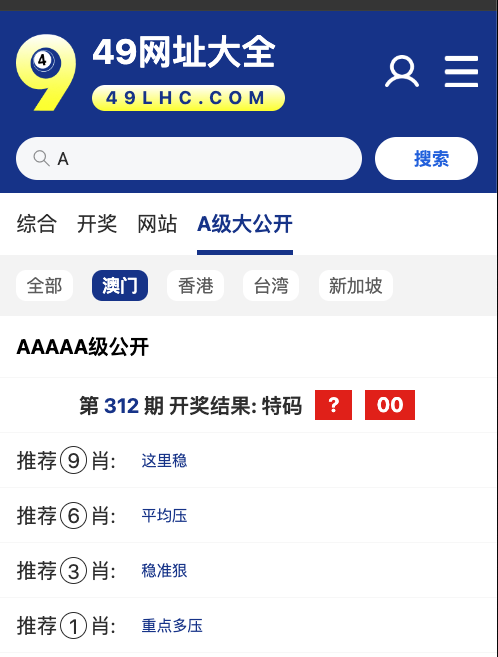 4
49网址大全
49LHC.COM
A 搜索
综合 开奖 网站 A级大公开
全部 澳门 香港 台湾 新加坡
AAAAA级公开
第 312 期 开奖结果: 特码 ? 00
推荐⑨肖: 这里稳
推荐⑥肖: 平均压
推荐③肖: 稳准狠
推荐①肖: 重点多压